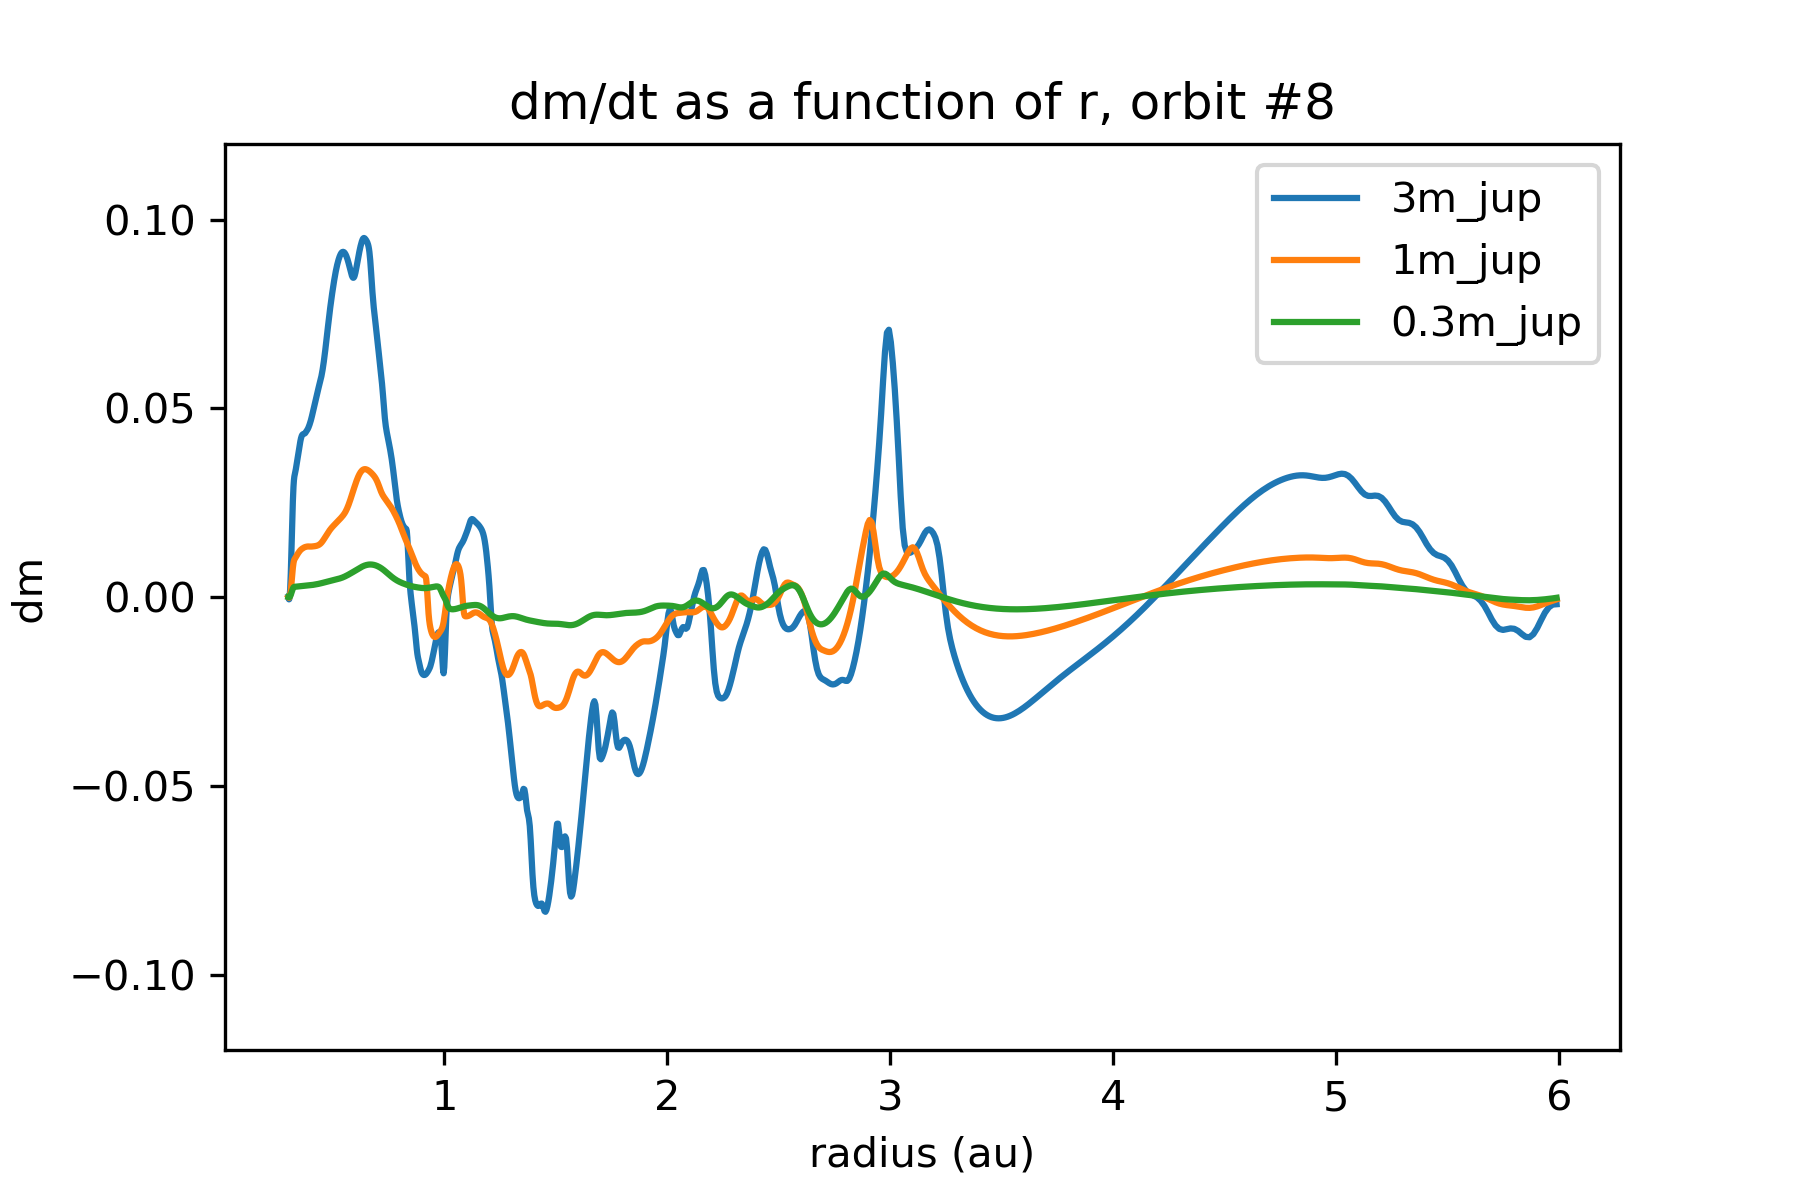 dm/dt as a function of r, orbit #8
3m_jup
1m_jup
0.3m_jup
0.10
0.05
0.00
−0.05
−0.10
dm
1 2 3 4 5 6
radius (au)